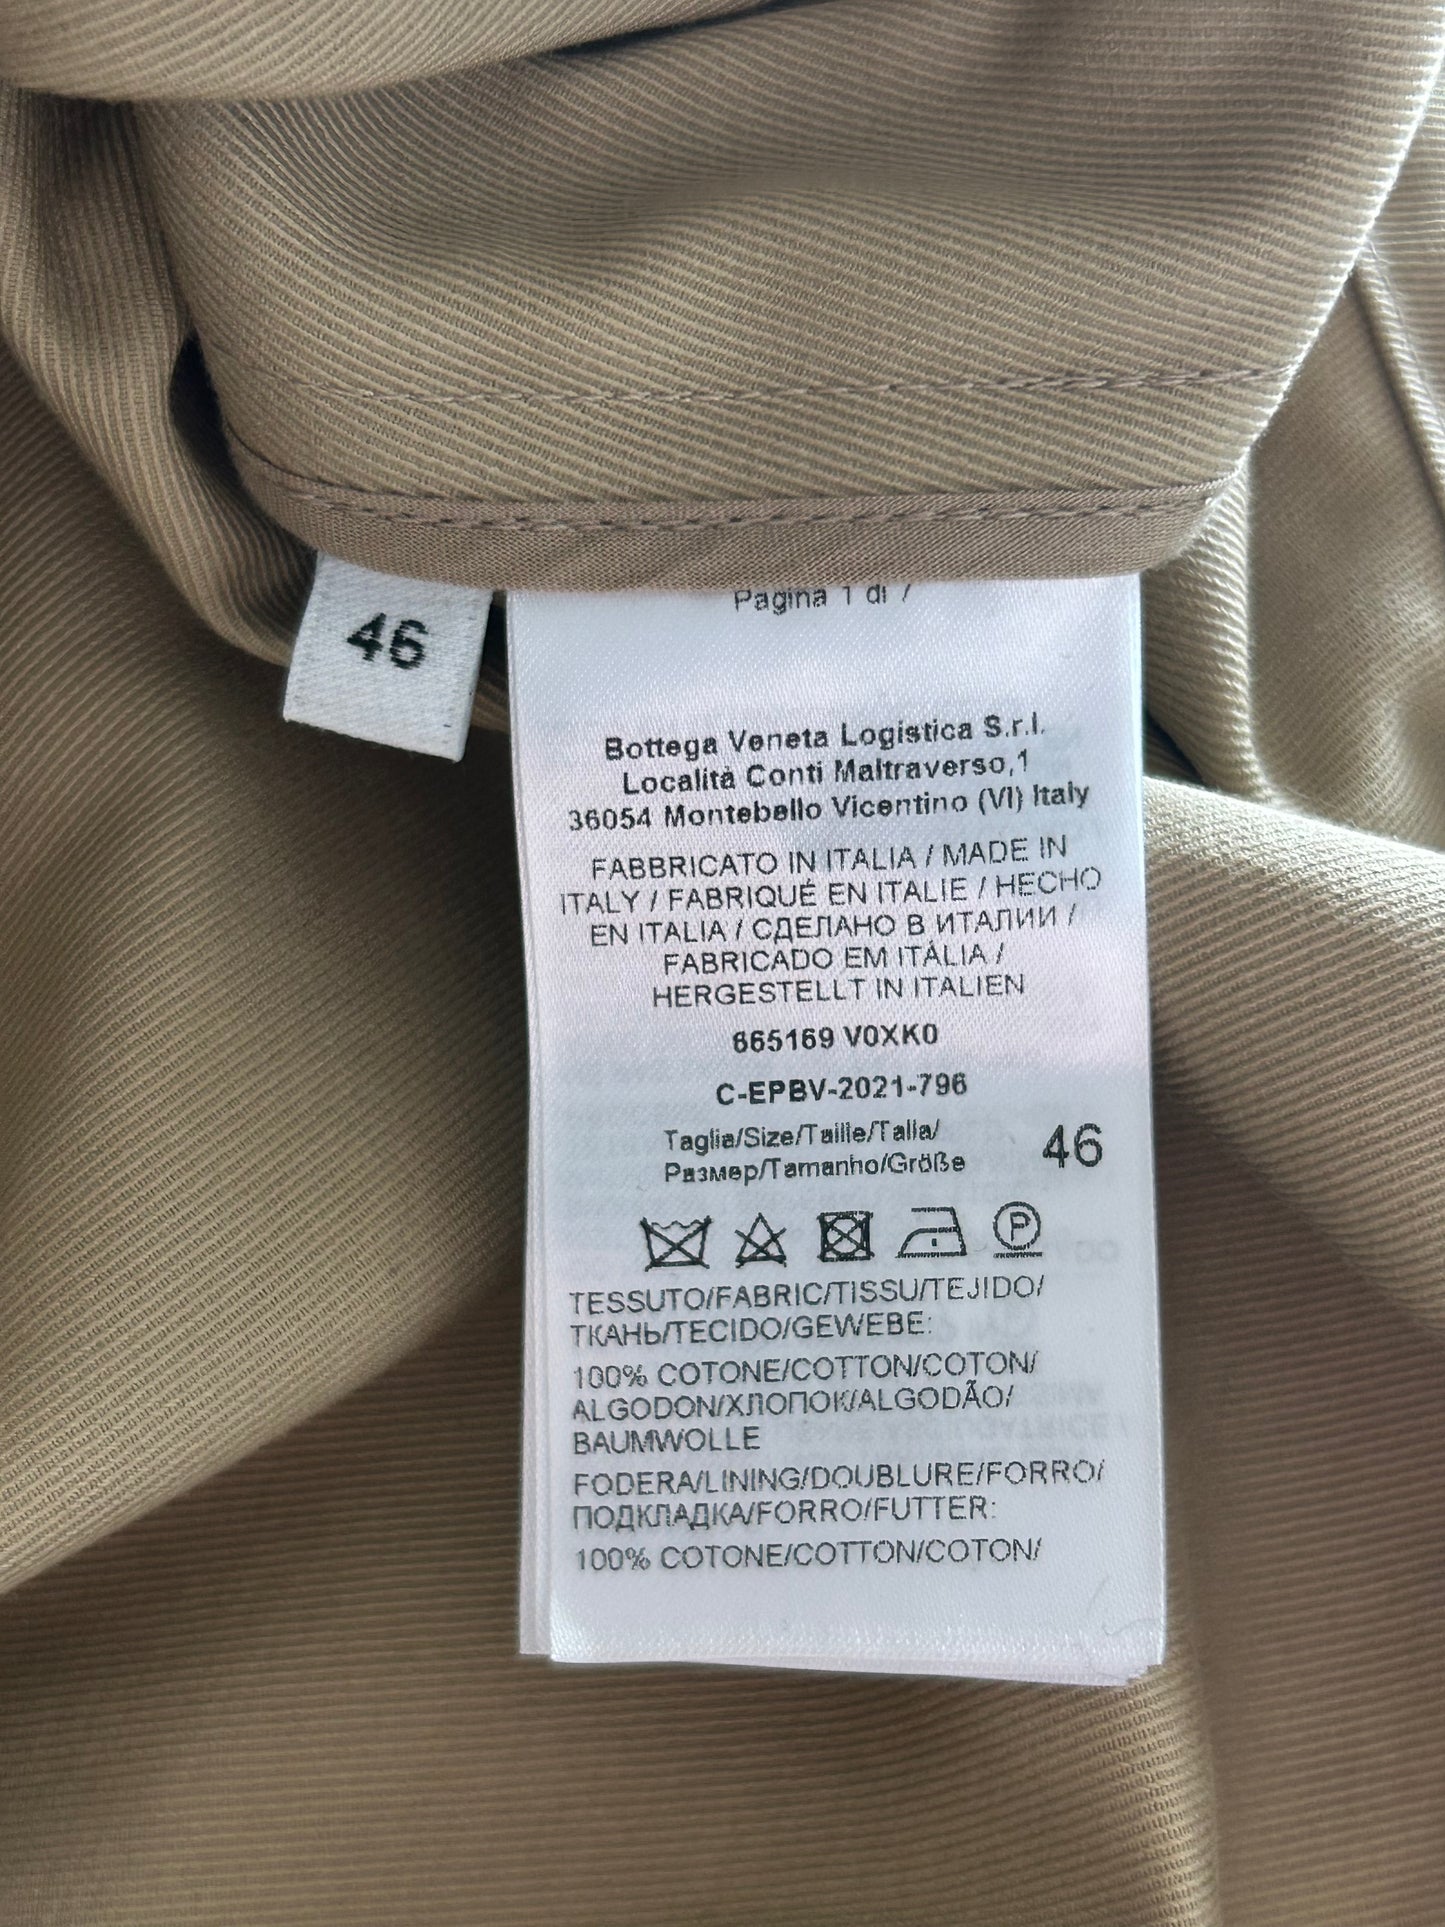 46
Pagina 1 di 7
Bottega Veneta Logistica S.r.l.
Località Conti Maltraverso,1
36054 Montebello Vicentino (VI) Italy
FABBRICATO IN ITALIA / MADE IN
ITALY / FABRIQUÉ EN ITALIE / HECHO
EN ITALIA / СДЕЛАНО В ИТАЛИИ /
FABRICADO EM ITÁLIA /
HERGESTELLT IN ITALIEN
665169 V0XK0
C-EPBV-2021-796
Taglia/Size/Taille/Talla/
Размер/Tamanho/Größe
46
P
TESSUTO/FABRIC/TISSU/TEJIDO/
ТКАНЬ/TECIDO/GEWEBE:
100% COTONE/COTTON/COTON/
ALGODON/ХЛОПОК/ALGODÃO/
BAUMWOLLE
FODERA/LINING/DOUBLURE/FORRO/
ПОДКЛАДКА/FORRO/FUTTER:
100% COTONE/COTTON/COTON/